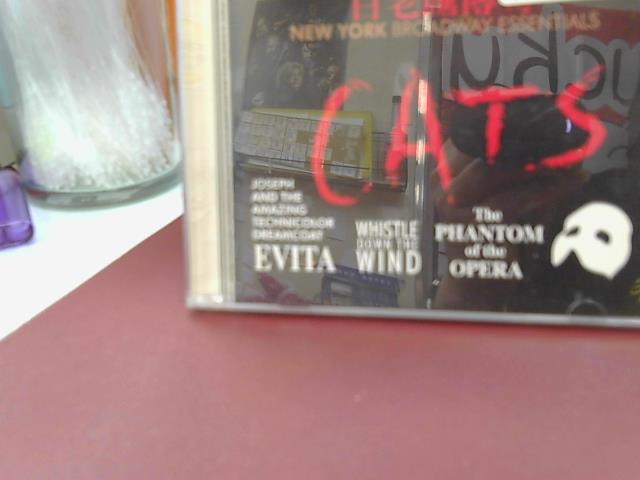 NEW YORK BROADWAY ESSENTIALS
CATS
JOSEPH
AND THE
AMAZING
TECHNICOLOR
DREAMCOAT
EVITA
WHISTLE
DOWN THE
WIND
The
PHANTOM
of the
OPERA